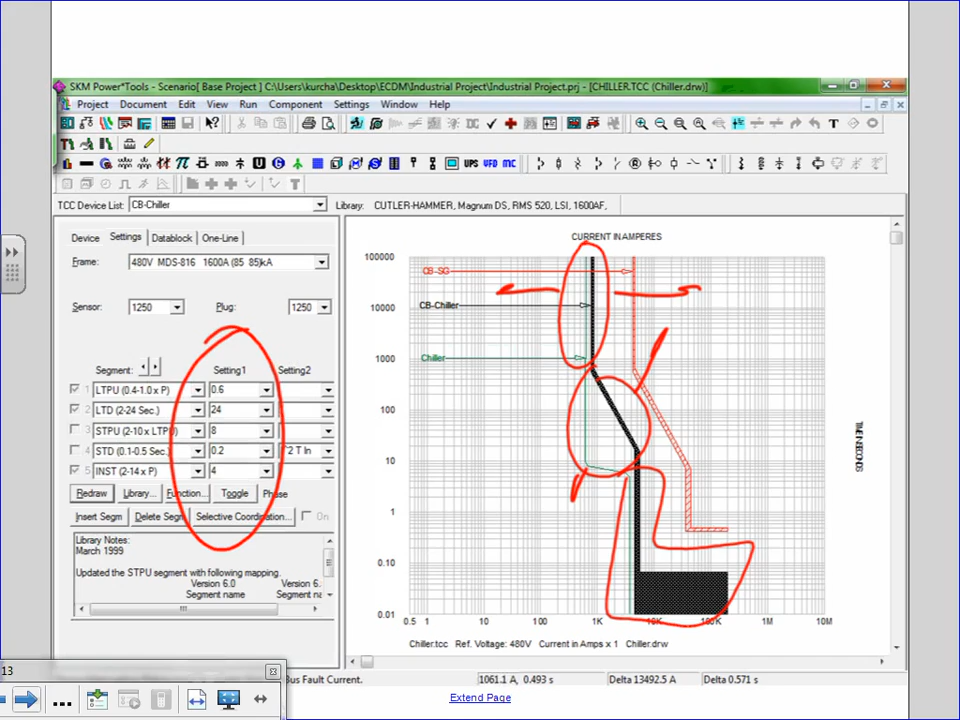 SKM Power*Tools - Scenario[ Base Project ] C:\Users\kurcha\Desktop\ECDM\Industrial Project\Industrial Project.prj - [CHILLER.TCC (Chiller.drw)]
Project Document Edit View Run Component Settings Window Help
DC
T
UPS VFD MC
TCC Device List: CB-Chiller Library: CUTLER-HAMMER, Magnum DS, RMS 520, LSI, 1600AF,
Device Settings Datablock One-Line
Frame: 480V MDS-816 1600A (85 85)kA
Sensor: 1250 Plug: 1250
Segment: Setting1 Setting2
1 LTPU (0.4-1.0 x P) 0.6
2 LTD (2-24 Sec.) 24
3 STPU (2-10 x LTPU) 8
4 STD (0.1-0.5 Sec.) 0.2 ^2 T In
5 INST (2-14 x P) 4
Redraw Library... Function... Toggle Phase
Insert Segm Delete Segm Selective Coordination... On
Library Notes:
March 1999
Updated the STPU segment with following mapping.
Version 6.0 Version 6.
Segment name Segment na
CURRENT IN AMPERES
100000
CB-SG
10000
CB-Chiller
1000
Chiller
100
10
1
0.10
0.01
TIME IN SECONDS
0.5 1 10 100 1K 10K 100K 1M 10M
Chiller.tcc Ref. Voltage: 480V Current in Amps x 1 Chiller.drw
13
Bus Fault Current. 1061.1 A, 0.493 s Delta 13492.5 A Delta 0.571 s
Extend Page